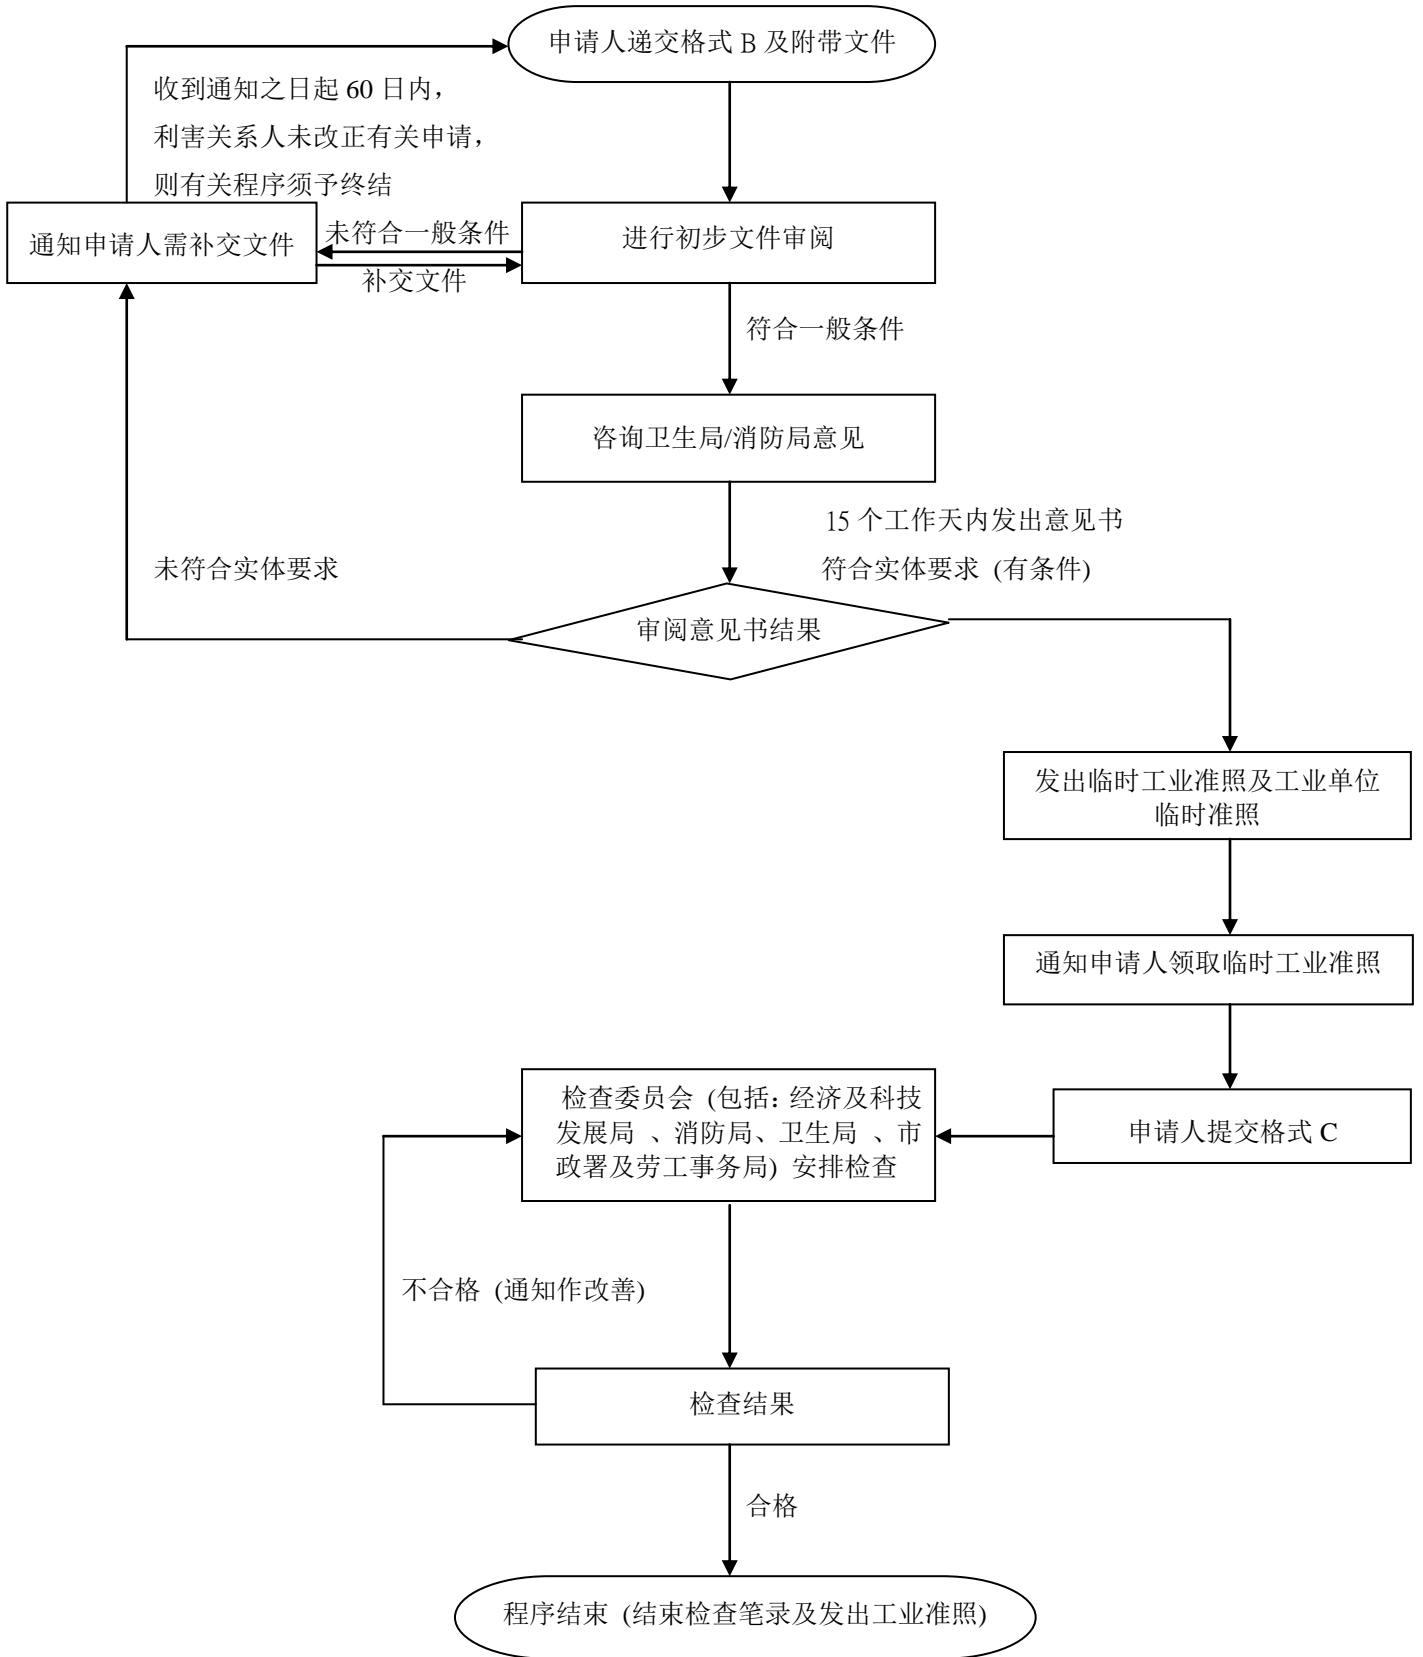 申请人递交格式 B 及附带文件
收到通知之日起 60 日内，
利害关系人未改正有关申请，
则有关程序须予终结
通知申请人需补交文件
未符合一般条件
补交文件
进行初步文件审阅
符合一般条件
咨询卫生局/消防局意见
15 个工作天内发出意见书
未符合实体要求
符合实体要求 (有条件)
审阅意见书结果
发出临时工业准照及工业单位
临时准照
通知申请人领取临时工业准照
申请人提交格式 C
检查委员会 (包括: 经济及科技
发展局 、消防局、卫生局 、市
政署及劳工事务局) 安排检查
不合格 (通知作改善)
检查结果
合格
程序结束 (结束检查笔录及发出工业准照)